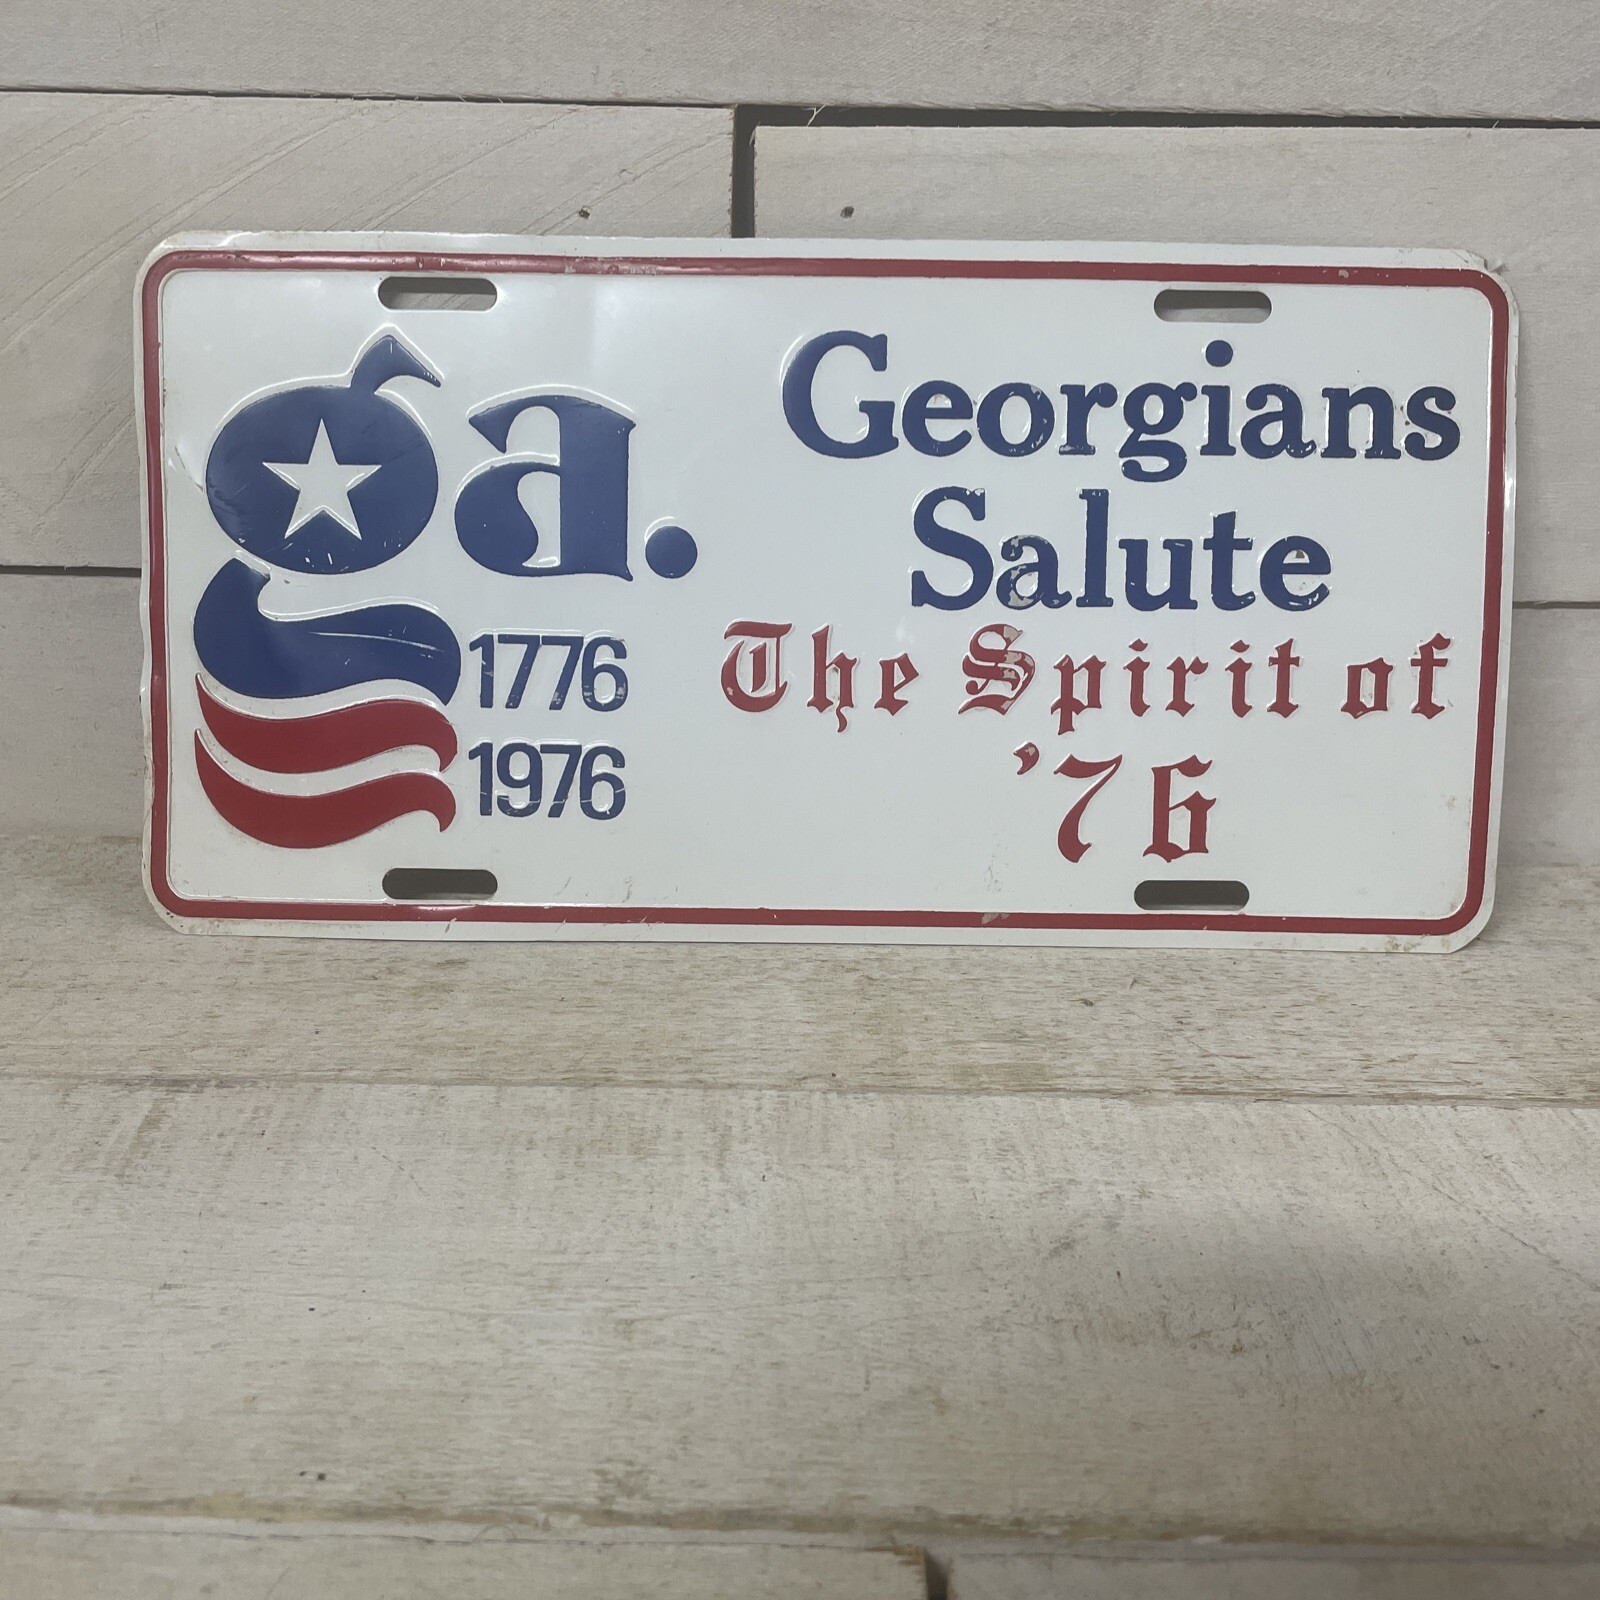 ga.
1776
1976
Georgians
Salute
The Spirit of
'76